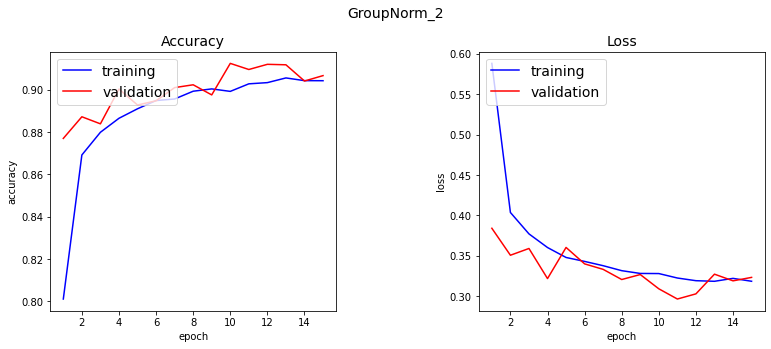 GroupNorm_2
Accuracy
training
validation
0.90
0.88
0.86
0.84
0.82
0.80
accuracy
2 4 6 8 10 12 14
epoch
Loss
training
validation
0.60
0.55
0.50
0.45
0.40
0.35
0.30
loss
2 4 6 8 10 12 14
epoch